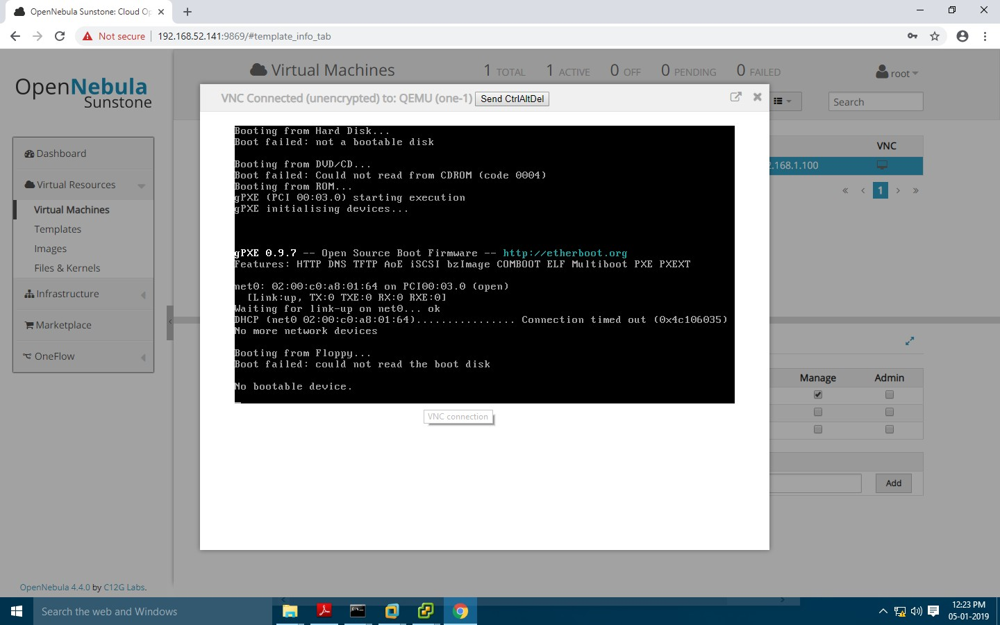 OpenNebula Sunstone: Cloud Op
Not secure
192.168.52.141:9869/#template_info_tab
OpenNebula
Sunstone
Virtual Machines
1 TOTAL 1 ACTIVE 0 OFF 0 PENDING 0 FAILED
root
Search
VNC Connected (unencrypted) to: QEMU (one-1) Send CtrlAltDel
Dashboard
Virtual Resources
Virtual Machines
Templates
Images
Files & Kernels
Infrastructure
Marketplace
OneFlow
Booting from Hard Disk...
Boot failed: not a bootable disk
Booting from DVD/CD...
Boot failed: Could not read from CDROM (code 0004)
Booting from ROM...
gPXE (PCI 00:03.0) starting execution
gPXE initialising devices...
gPXE 0.9.7 -- Open Source Boot Firmware -- http://etherboot.org
Features: HTTP DNS TFTP AoE iSCSI bzImage COMBOOT ELF Multiboot PXE PXEXT
net0: 02:00:c0:a8:01:64 on PCI00:03.0 (open)
[Link:up, TX:0 TXE:0 RX:0 RXE:0]
Waiting for link-up on net0... ok
DHCP (net0 02:00:c0:a8:01:64)................ Connection timed out (0x4c106035)
No more network devices
Booting from Floppy...
Boot failed: could not read the boot disk
No bootable device.
VNC connection
VNC
2.168.1.100
« ‹ 1 › »
Manage Admin
Add
OpenNebula 4.4.0 by C12G Labs.
Search the web and Windows
12:23 PM
05-01-2019